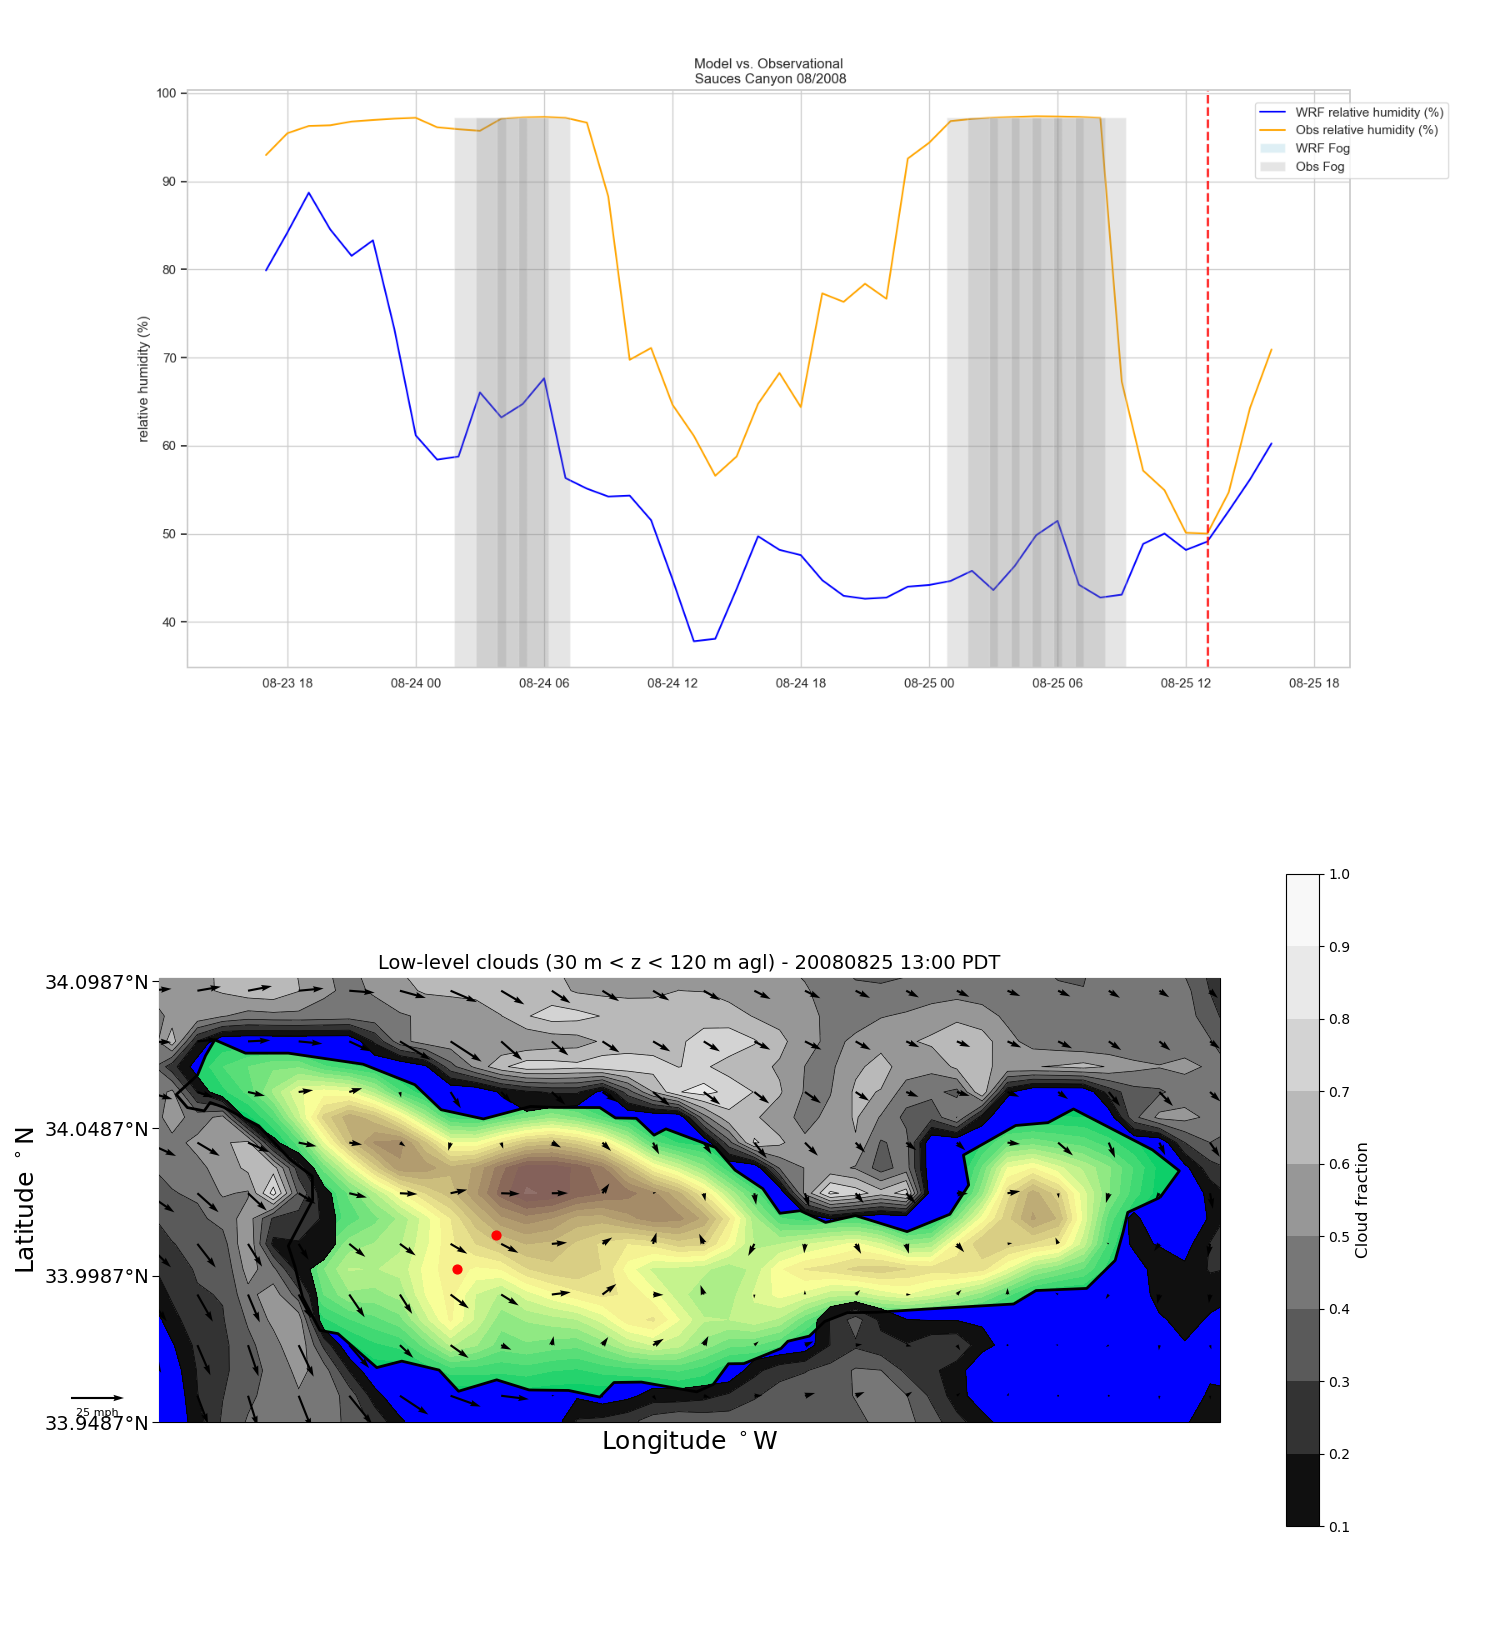 Model vs. Observational
Sauces Canyon 08/2008
100
90
80
70
60
50
40
relative humidity (%)
WRF relative humidity (%)
Obs relative humidity (%)
WRF Fog
Obs Fog
08-23 18
08-24 00
08-24 06
08-24 12
08-24 18
08-25 00
08-25 06
08-25 12
08-25 18
Low-level clouds (30 m < z < 120 m agl) - 20080825 13:00 PDT
34.0987°N
34.0487°N
33.9987°N
33.9487°N
Latitude °N
25 mph
Longitude °W
1.0
0.9
0.8
0.7
0.6
0.5
0.4
0.3
0.2
0.1
Cloud fraction